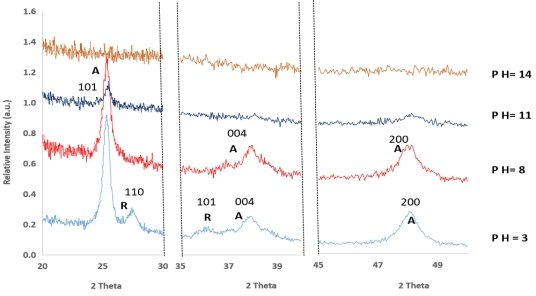 1.6
1.4
1.2
1.0
0.8
0.6
0.4
0.2
0.0
Relative Intensity (a.u.)
A
101
110
R
101
R
004
A
004
A
200
A
200
A
P H= 14
P H= 11
P H= 8
P H = 3
20 25 30 35 37 39 45 47 49
2 Theta 2 Theta 2 Theta